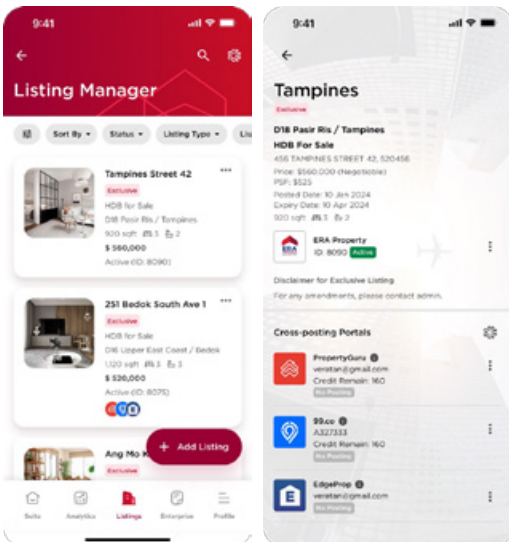 9:41
Listing Manager
Sort By
Status
Listing Type
Tampines Street 42
Exclusive
HDB for Sale
D18 Pasir Ris / Tampines
920 sqft 3 2
$ 560,000
Active (ID: 80901)
251 Bedok South Ave 1
Exclusive
HDB for Sale
D16 Upper East Coast / Bedok
1,120 sqft 3 3
$ 520,000
Active (ID: 8075)
Ang Mo K
Exclusive
+ Add Listing
Suite
Analytics
Listings
Enterprise
Profile
9:41
Tampines
Exclusive
D18 Pasir Ris / Tampines
HDB For Sale
456 TAMPINES STREET 42, 520456
Price: $560,000 (Negotiable)
PSF: $525
Posted Date: 10 Jan 2024
Expiry Date: 10 Apr 2024
920 sqft 3 2
ERA
ERA Property
ID: 8090 Active
Disclaimer for Exclusive Listing
For any amendments, please contact admin.
Cross-posting Portals
PropertyGuru
veratan@gmail.com
Credit Remain: 160
No Posting
99.co
A327333
Credit Remain: 160
No Posting
E
EdgeProp
veratan@gmail.com
No Posting